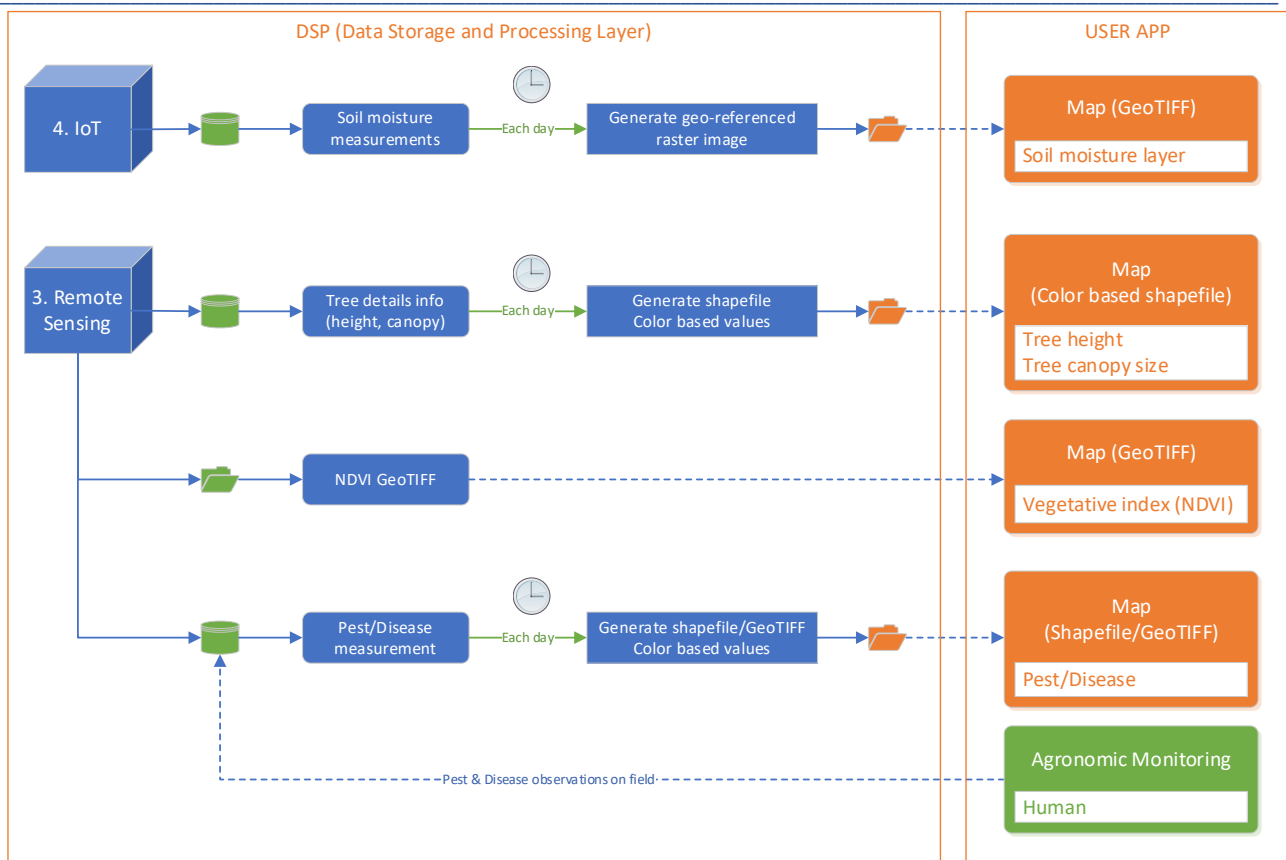 DSP (Data Storage and Processing Layer)
USER APP
4. IoT
Soil moisture
measurements
Each day
Generate geo-referenced
raster image
Map (GeoTIFF)
Soil moisture layer
3. Remote
Sensing
Tree details info
(height, canopy)
Each day
Generate shapefile
Color based values
Map
(Color based shapefile)
Tree height
Tree canopy size
NDVI GeoTIFF
Map (GeoTIFF)
Vegetative index (NDVI)
Pest/Disease
measurement
Each day
Generate shapefile/GeoTIFF
Color based values
Map
(Shapefile/GeoTIFF)
Pest/Disease
Pest & Disease observations on field
Agronomic Monitoring
Human